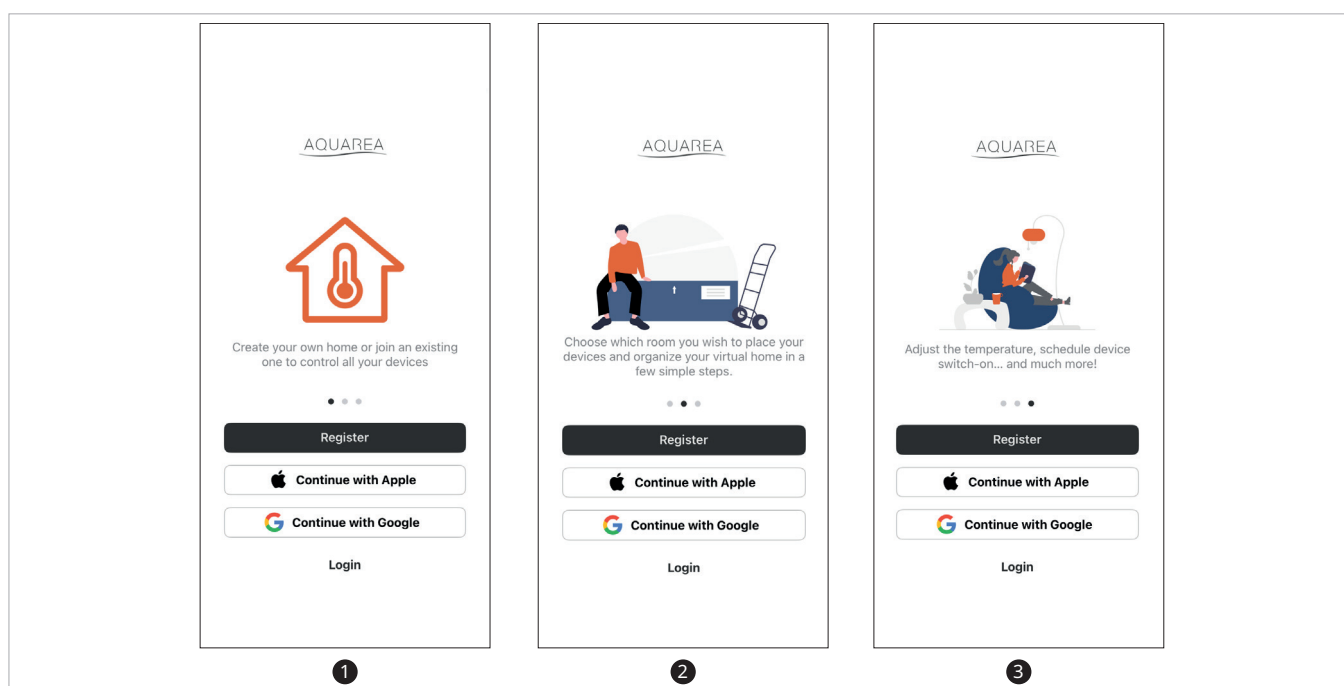 AQUAREA
Create your own home or join an existing
one to control all your devices
Register
Continue with Apple
Continue with Google
Login
1
AQUAREA
Choose which room you wish to place your
devices and organize your virtual home in a
few simple steps.
Register
Continue with Apple
Continue with Google
Login
2
AQUAREA
Adjust the temperature, schedule device
switch-on... and much more!
Register
Continue with Apple
Continue with Google
Login
3